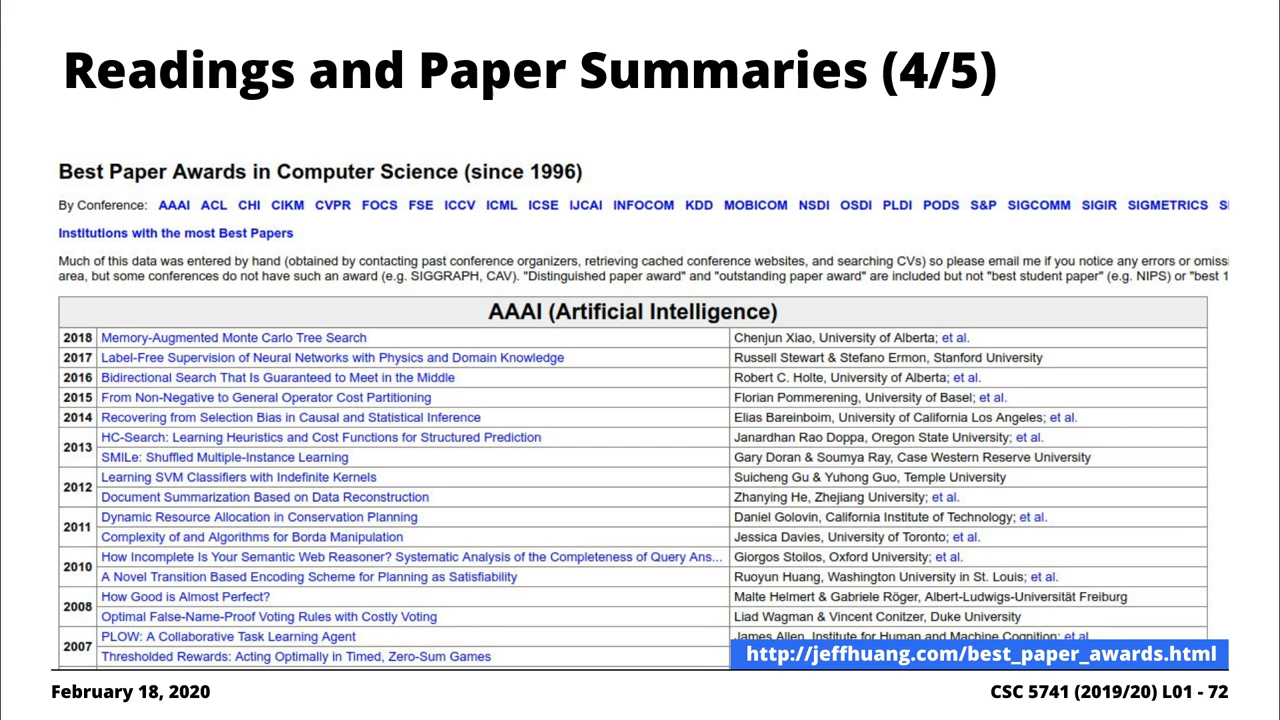 Readings and Paper Summaries (4/5)
Best Paper Awards in Computer Science (since 1996)
By Conference: AAAI ACL CHI CIKM CVPR FOCS FSE ICCV ICML ICSE IJCAI INFOCOM KDD MOBICOM NSDI OSDI PLDI PODS S&P SIGCOMM SIGIR SIGMETRICS
Institutions with the most Best Papers
Much of this data was entered by hand (obtained by contacting past conference organizers, retrieving cached conference websites, and searching CVs) so please email me if you notice any errors or
area, but some conferences do not have such an award (e.g. SIGGRAPH, CAV). "Distinguished paper award" and "outstanding paper award" are included but not "best student paper" (e.g. NIPS) or "best
AAAI (Artificial Intelligence)
2018 Memory-Augmented Monte Carlo Tree Search Chenjun Xiao, University of Alberta; et al.
2017 Label-Free Supervision of Neural Networks with Physics and Domain Knowledge Russell Stewart & Stefano Ermon, Stanford University
2016 Bidirectional Search That Is Guaranteed to Meet in the Middle Robert C. Holte, University of Alberta; et al.
2015 From Non-Negative to General Operator Cost Partitioning Florian Pommerening, University of Basel; et al.
2014 Recovering from Selection Bias in Causal and Statistical Inference Elias Bareinboim, University of California Los Angeles; et al.
2013 HC-Search: Learning Heuristics and Cost Functions for Structured Prediction Janardhan Rao Doppa, Oregon State University; et al.
SMILe: Shuffled Multiple-Instance Learning Gary Doran & Soumya Ray, Case Western Reserve University
2012 Learning SVM Classifiers with Indefinite Kernels Suicheng Gu & Yuhong Guo, Temple University
Document Summarization Based on Data Reconstruction Zhanying He, Zhejiang University; et al.
2011 Dynamic Resource Allocation in Conservation Planning Daniel Golovin, California Institute of Technology; et al.
Complexity of and Algorithms for Borda Manipulation Jessica Davies, University of Toronto; et al.
2010 How Incomplete Is Your Semantic Web Reasoner? Systematic Analysis of the Completeness of Query Ans... Giorgos Stoilos, Oxford University; et al.
A Novel Transition Based Encoding Scheme for Planning as Satisfiability Ruoyun Huang, Washington University in St. Louis; et al.
2008 How Good is Almost Perfect? Malte Helmert & Gabriele Röger, Albert-Ludwigs-Universität Freiburg
Optimal False-Name-Proof Voting Rules with Costly Voting Liad Wagman & Vincent Conitzer, Duke University
2007 PLOW: A Collaborative Task Learning Agent James Allen, Institute for Human and Machine Cognition; et al.
Thresholded Rewards: Acting Optimally in Timed, Zero-Sum Games
http://jeffhuang.com/best_paper_awards.html
February 18, 2020
CSC 5741 (2019/20) L01 - 72